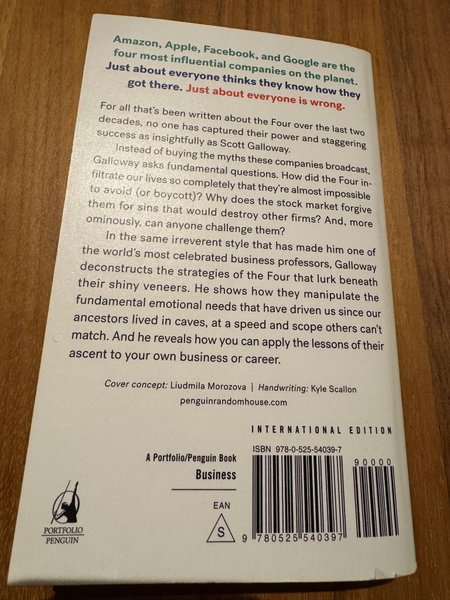 Amazon, Apple, Facebook, and Google are the
four most influential companies on the planet.
Just about everyone thinks they know how they
got there. Just about everyone is wrong.
For all that's been written about the Four over the last two
decades, no one has captured their power and staggering
success as insightfully as Scott Galloway.
Instead of buying the myths these companies broadcast,
Galloway asks fundamental questions. How did the Four in-
filtrate our lives so completely that they're almost impossible
to avoid (or boycott)? Why does the stock market forgive
them for sins that would destroy other firms? And, more
ominously, can anyone challenge them?
In the same irreverent style that has made him one of
the world's most celebrated business professors, Galloway
deconstructs the strategies of the Four that lurk beneath
their shiny veneers. He shows how they manipulate the
fundamental emotional needs that have driven us since our
ancestors lived in caves, at a speed and scope others can't
match. And he reveals how you can apply the lessons of their
ascent to your own business or career.
Cover concept: Liudmila Morozova | Handwriting: Kyle Scallon
penguinrandomhouse.com
INTERNATIONAL EDITION
A Portfolio/Penguin Book
Business
ISBN 978-0-525-54039-7
90000
EAN
S
9 780525 540397
PORTFOLIO
PENGUIN